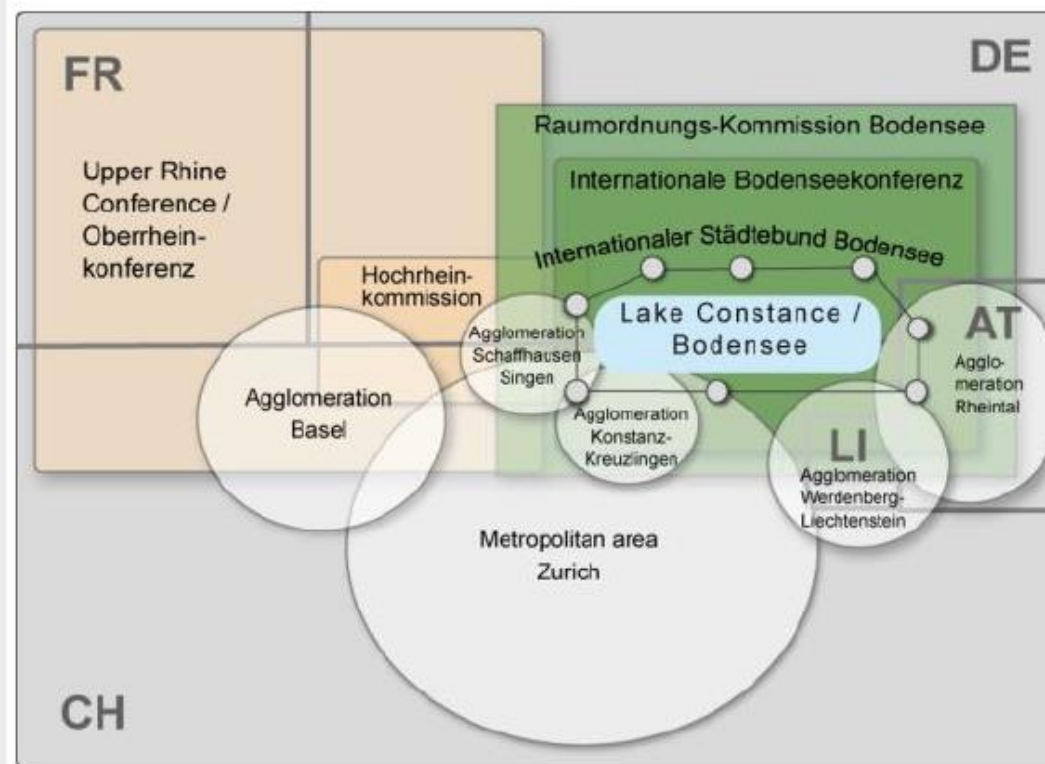 FR
DE
Upper Rhine
Conference /
Oberrhein-
konferenz
Raumordnungs-Kommission Bodensee
Internationale Bodenseekonferenz
Internationaler Städtebund Bodensee
Hochrhein-
kommission
Lake Constance /
Bodensee
Agglomeration
Schaffhausen
Singen
AT
Agglo-
meration
Rheintal
Agglomeration
Basel
Agglomeration
Konstanz-
Kreuzlingen
LI
Agglomeration
Werdenberg-
Liechtenstein
Metropolitan area
Zurich
CH